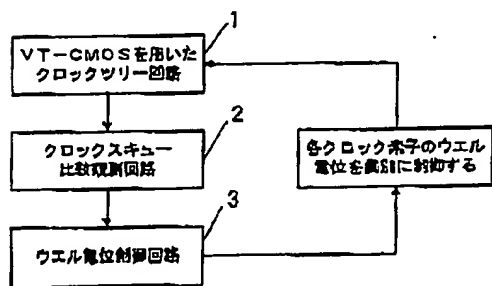 1
VT-CMOSを用いた
クロックツリー回路
2
クロックスキュー
比較観測回路
3
ウエル電位制御回路
各クロック素子のウエル
電位を個別に制御する